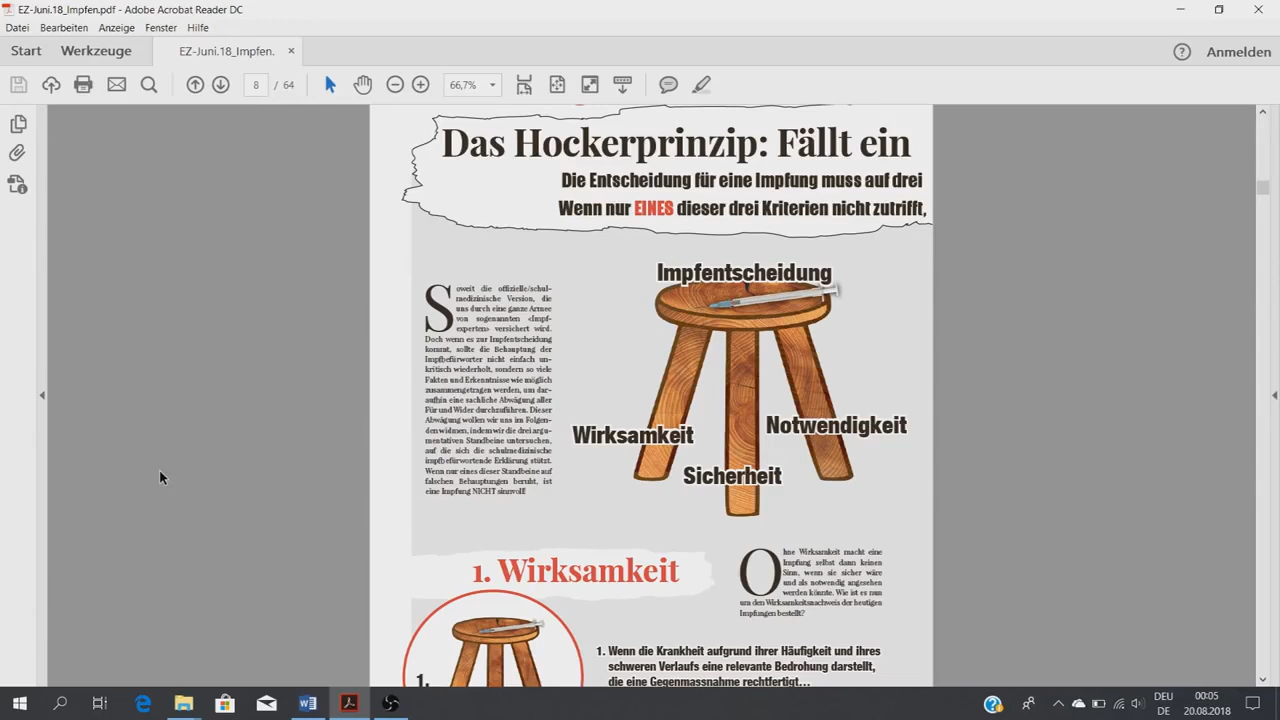 EZ-Juni.18_Impfen.pdf - Adobe Acrobat Reader DC
Datei Bearbeiten Anzeige Fenster Hilfe
Start Werkzeuge EZ-Juni.18_Impfen. × Anmelden
8 / 64 66,7%
Das Hockerprinzip: Fällt ein
Die Entscheidung für eine Impfung muss auf drei
Wenn nur EINES dieser drei Kriterien nicht zutrifft,
Impfentscheidung
Wirksamkeit
Notwendigkeit
Sicherheit
Soweit die offizielle/schul-
medizinische Version, die
uns durch eine ganze Armee
von sogenannten «Impf-
experten» versichert wird.
Doch wenn es zur Impfentscheidung
kommt, sollte die Behauptung der
Impfbefürworter nicht einfach un-
kritisch wiederholt, sondern so viele
Fakten und Erkenntnisse wie möglich
zusammengetragen werden, um dar-
aufhin eine sachliche Abwägung aller
Für und Wider durchzuführen. Dieser
Abwägung wollen wir uns im Folgen-
den widmen, indem wir die drei argu-
mentativen Standbeine untersuchen,
auf die sich die schulmedizinische
impfbefürwortende Erklärung stützt.
Wenn nur eines dieser Standbeine auf
falschen Behauptungen beruht, ist
eine Impfung NICHT sinnvoll!
1. Wirksamkeit
Ohne Wirksamkeit macht eine
Impfung selbst dann keinen
Sinn, wenn sie sicher wäre
und als notwendig angesehen
werden könnte. Wie ist es nun
um den Wirksamkeitsnachweis der heutigen
Impfungen bestellt?
1.
1. Wenn die Krankheit aufgrund ihrer Häufigkeit und ihres
schweren Verlaufs eine relevante Bedrohung darstellt,
die eine Gegenmassnahme rechtfertigt...
DEU 00:05
DE 20.08.2018